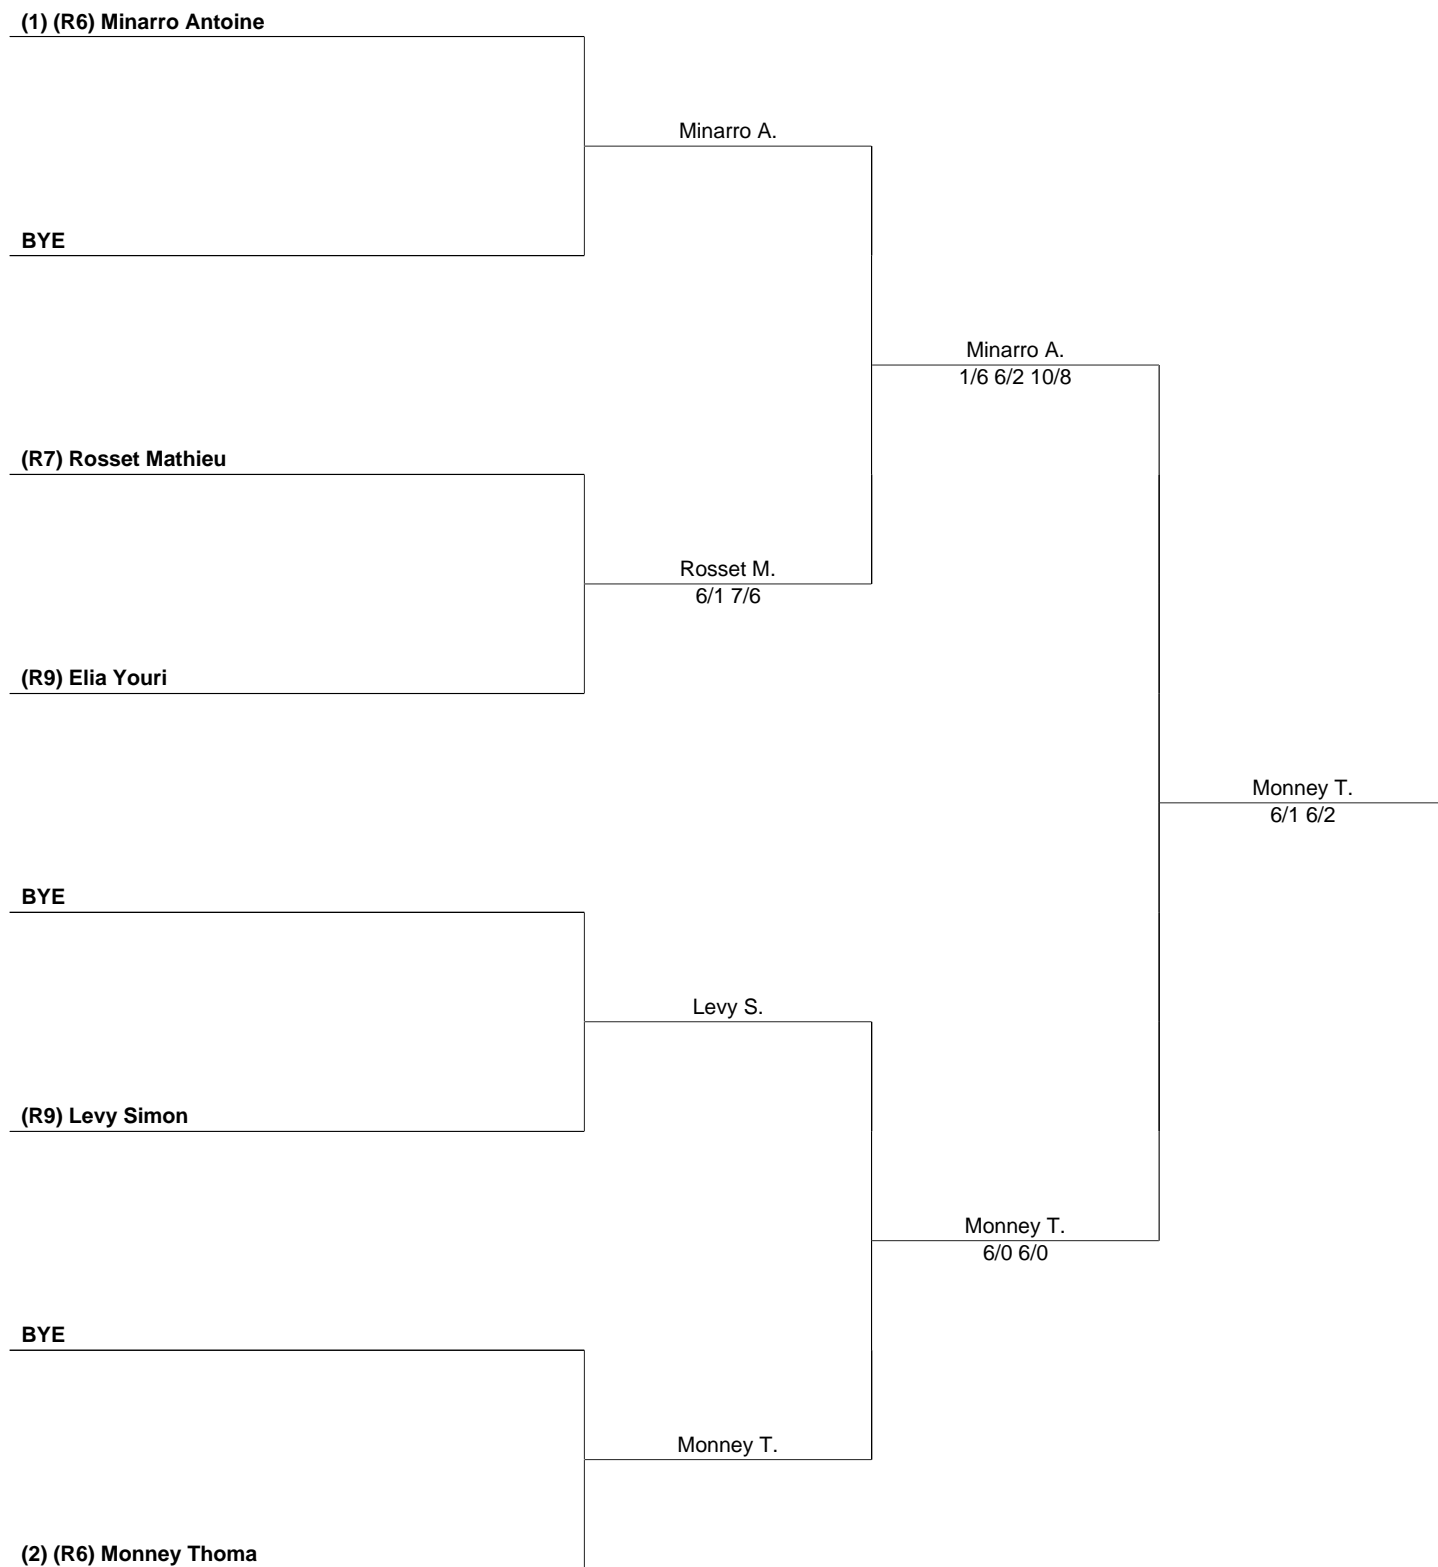 (1) (R6) Minarro Antoine
Minarro A.
BYE
Minarro A.
1/6 6/2 10/8
(R7) Rosset Mathieu
Rosset M.
6/1 7/6
(R9) Elia Youri
Monney T.
6/1 6/2
BYE
Levy S.
(R9) Levy Simon
Monney T.
6/0 6/0
BYE
Monney T.
(2) (R6) Monney Thoma